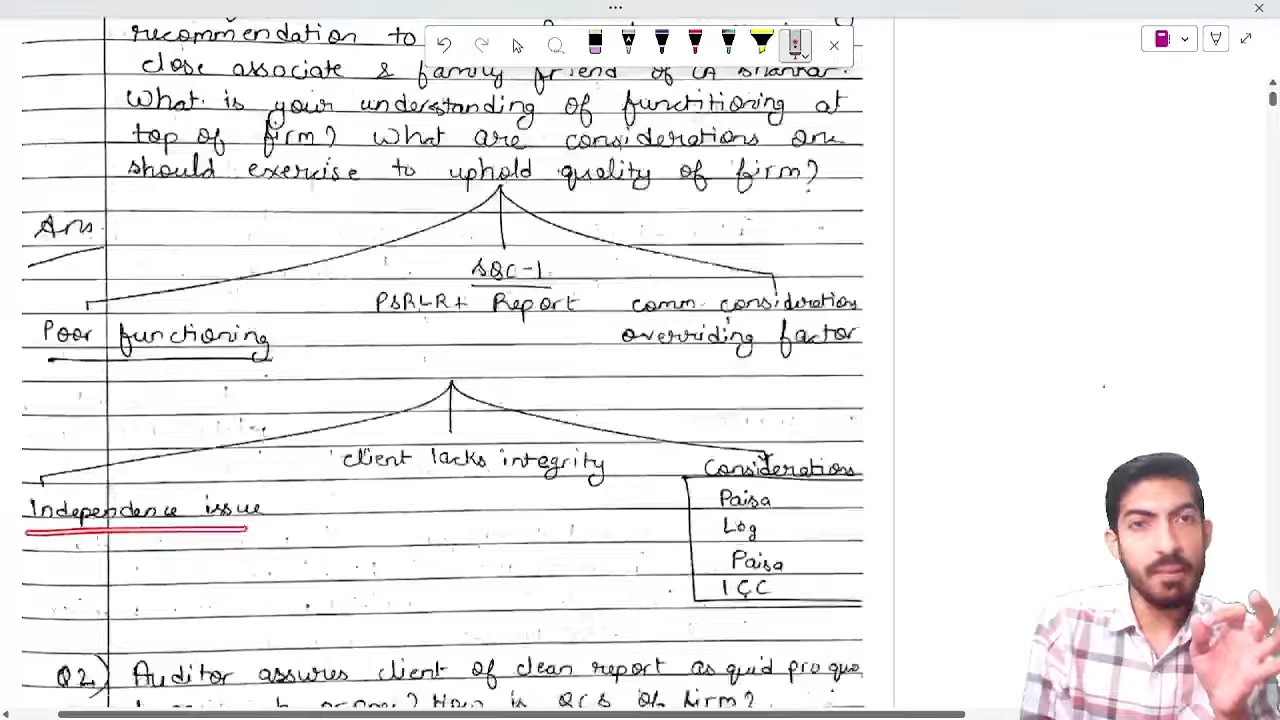 recommendation to
close associate & family friend of CA Shankar.
What is your understanding of functitioning at
top of firm? What are considerations one
should exercise to uphold quality of firm?
Ans.
SQC-1
PSRLR+ Report
comm. consideration
overriding factor
Poor functioning
client lacks integrity
Considerations
Independence issue
Paisa
Log
Paisa
Q2) Auditor assures client of clean report as quid pro quo